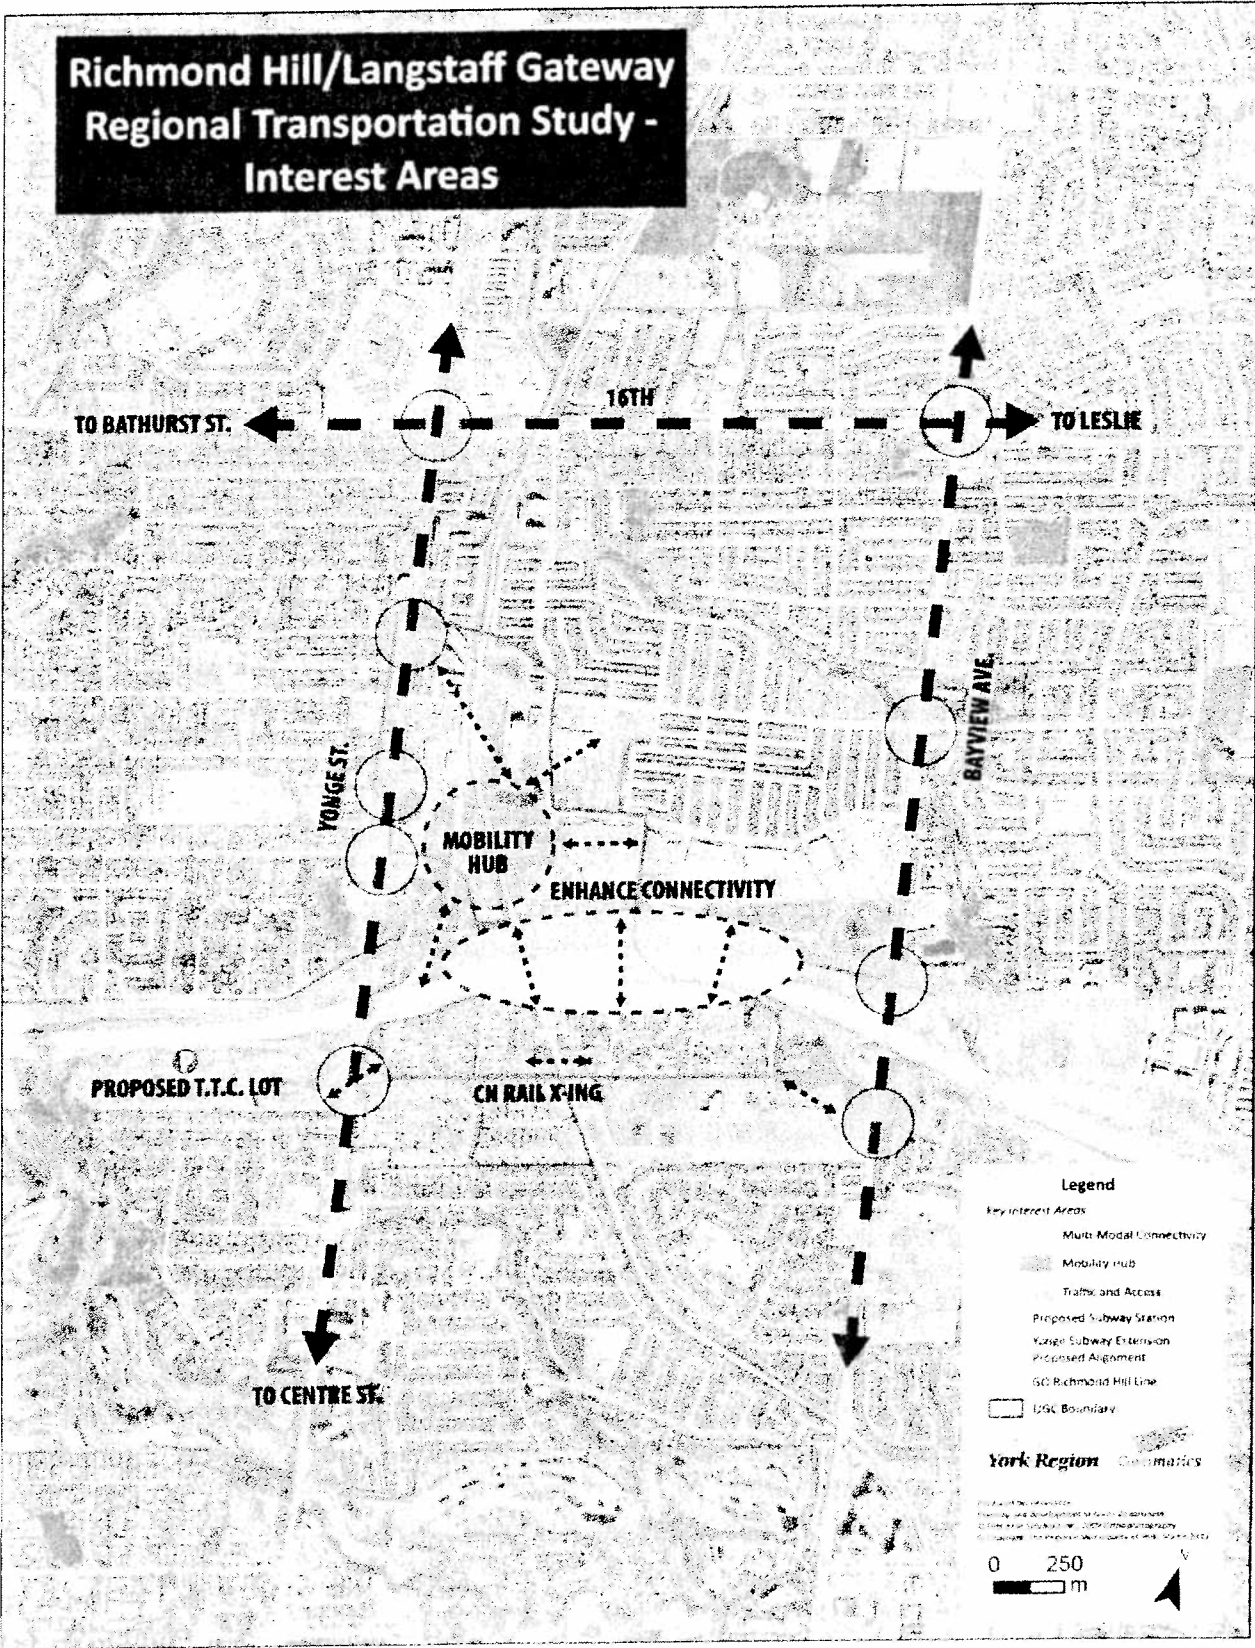 Richmond Hill/Langstaff Gateway
Regional Transportation Study -
Interest Areas
16TH
TO BATHURST ST.
TO LESLIE
BAYVIEW AVE.
YONGE ST.
MOBILITY
HUB
ENHANCE CONNECTIVITY
PROPOSED T.T.C. LOT
CN RAIL X-ING
TO CENTRE ST.
Legend
Key Interest Areas
Multi Modal Connectivity
Mobility Hub
Traffic and Access
Proposed Subway Station
Yonge Subway Extension
Proposed Alignment
GO Richmond Hill Line
UGC Boundary
York Region
0 250
m